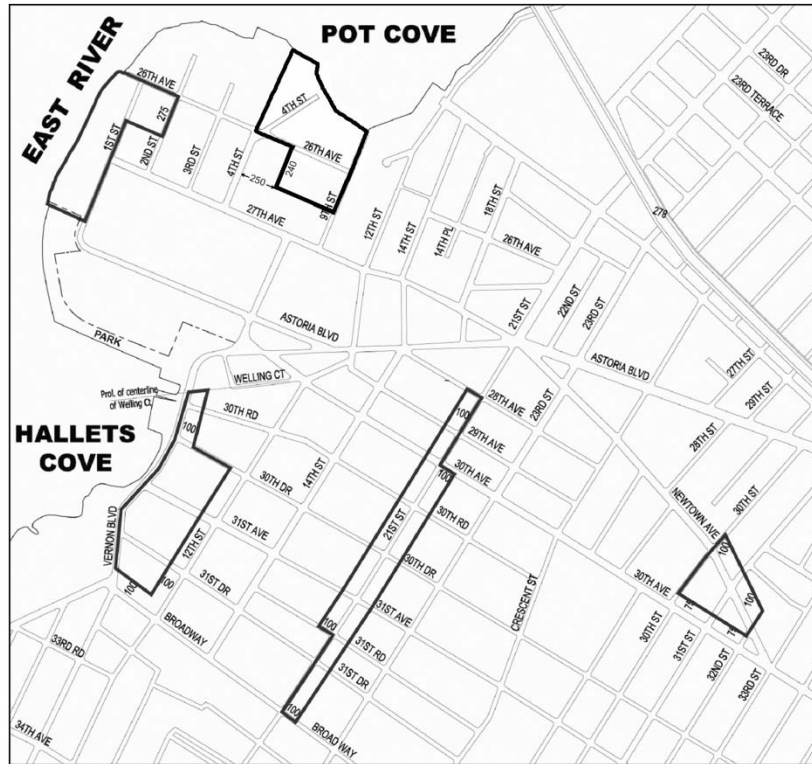 POT COVE
EAST RIVER
23RD DR
23RD TERRACE
26TH AVE
275
1ST ST
2ND ST
3RD ST
4TH ST
4TH ST
26TH AVE
240
250
9TH ST
27TH AVE
12TH ST
14TH ST
14TH PL
18TH ST
26TH AVE
278
21ST ST
22ND ST
23RD ST
PARK
ASTORIA BLVD
ASTORIA BLVD
27TH ST
29TH ST
28TH ST
WELLING CT
Prol. of centerling
of Welling Ct.
HALLETS
COVE
100
30TH RD
14TH ST
30TH DR
100
28TH AVE
23RD ST
29TH AVE
30TH AVE
100
30TH RD
21ST ST
30TH DR
31ST AVE
31ST RD
31ST DR
100
100
BROAD WAY
CRESCENT ST
NEWTOWN AVE
30TH ST
100
100
30TH AVE
75
75
30TH ST
31ST ST
32ND ST
33RD ST
VERNON BLVD
12TH ST
31ST AVE
31ST DR
100
100
BROADWAY
33RD RD
34TH AVE